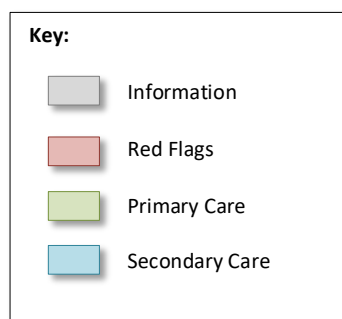 Key:
Information
Red Flags
Primary Care
Secondary Care